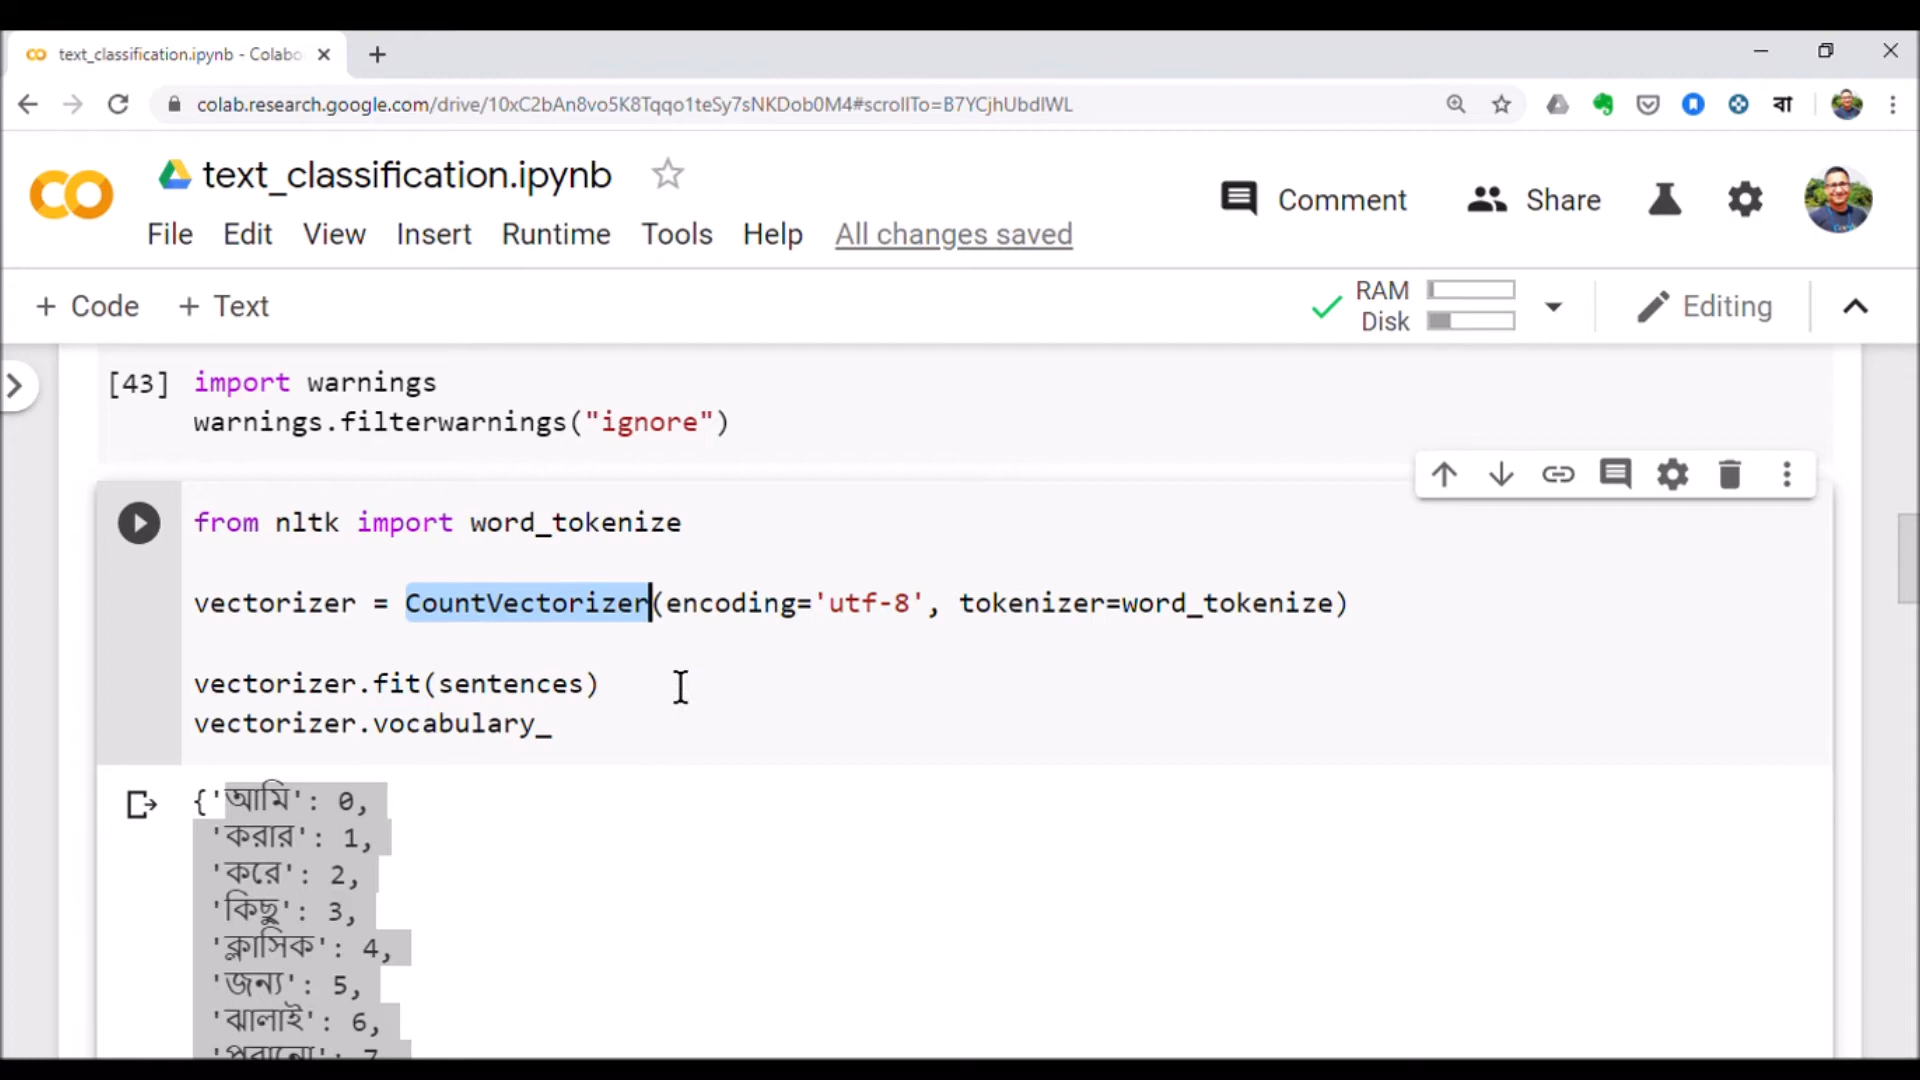 text_classification.ipynb - Colabo
colab.research.google.com/drive/10xC2bAn8vo5K8Tqqo1teSy7sNKDob0M4#scrollTo=B7YCjhUbdIWL
বা
text_classification.ipynb
Comment
Share
File Edit View Insert Runtime Tools Help All changes saved
+ Code + Text
RAM
Disk
Editing
[43] import warnings
warnings.filterwarnings("ignore")
from nltk import word_tokenize
vectorizer = CountVectorizer(encoding='utf-8', tokenizer=word_tokenize)
vectorizer.fit(sentences)
vectorizer.vocabulary_
{'আমি': 0,
'করার': 1,
'করে': 2,
'কিছু': 3,
'ক্লাসিক': 4,
'জন্য': 5,
'ঝালাই': 6,
'পুরানো': 7